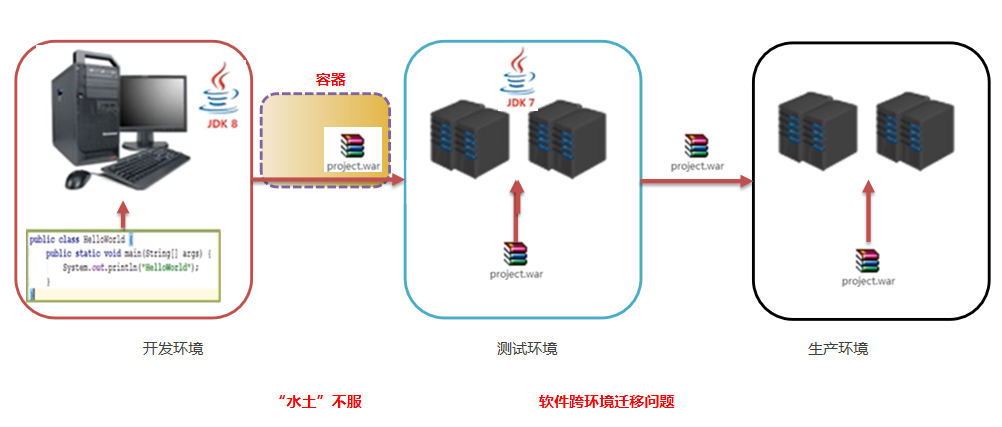 容器
JDK 8
JDK 7
project.war
project.war
public class HelloWorld {
public static void main(String[] args) {
System.out.println("HelloWorld");
}
}
project.war
project.war
开发环境
测试环境
生产环境
“水土”不服
软件跨环境迁移问题